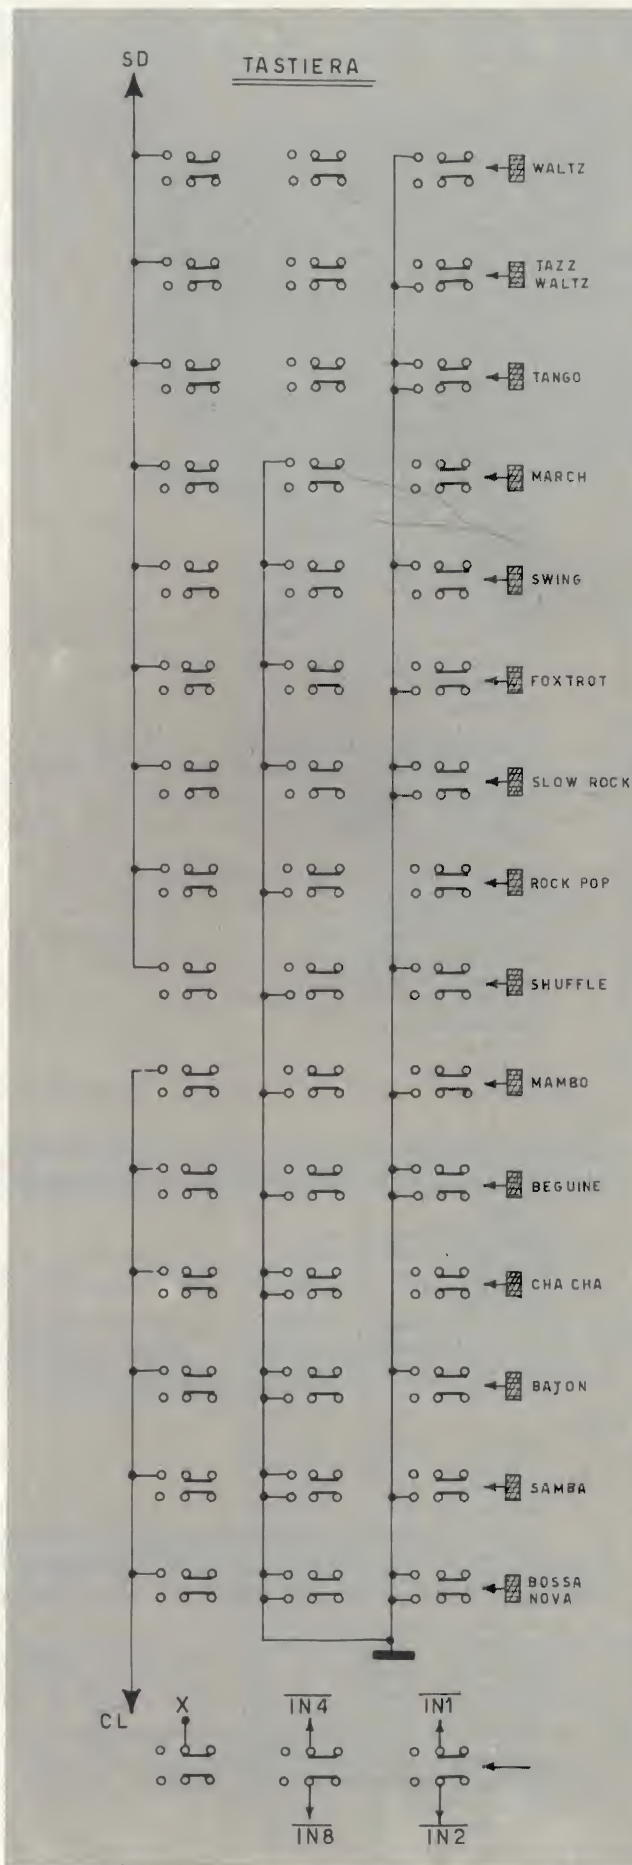 SD
TASTIERA
WALTZ
TAZZ
WALTZ
TANGO
MARCH
SWING
FOXTROT
SLOW ROCK
ROCK POP
SHUFFLE
MAMBO
BEGUINE
CHA CHA
BAJON
SAMBA
BOSSA
NOVA
CL
X
IN4
IN1
IN8
IN2